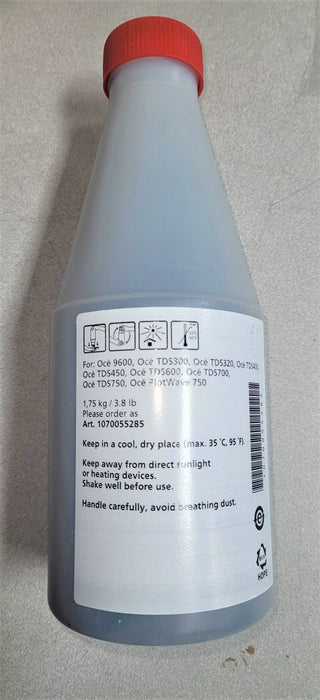 For: Océ 9600, Océ TDS300, Océ TDS320, Océ TDS400,
Océ TDS450, Océ TDS600, Océ TDS700,
Océ TDS750, Océ PlotWave 750
1,75 kg / 3.8 lb
Please order as
Art. 1070055285
Keep in a cool, dry place (max. 35 °C, 95 °F).
Keep away from direct sunlight
or heating devices.
Shake well before use.
Handle carefully, avoid breathing dust.
HDPE